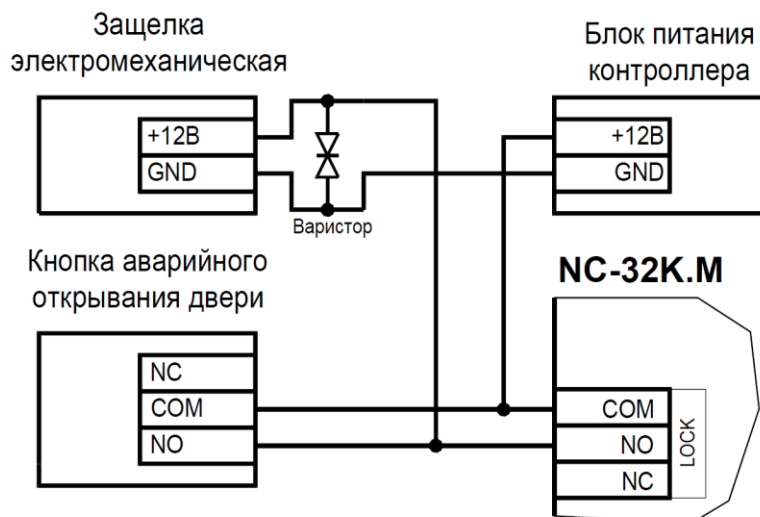 Защелка
электромеханическая
+12В
GND
Варистор
Блок питания
контроллера
+12В
GND
Кнопка аварийного
открывания двери
NC
COM
NO
NC-32K.M
COM
NO
NC
LOCK